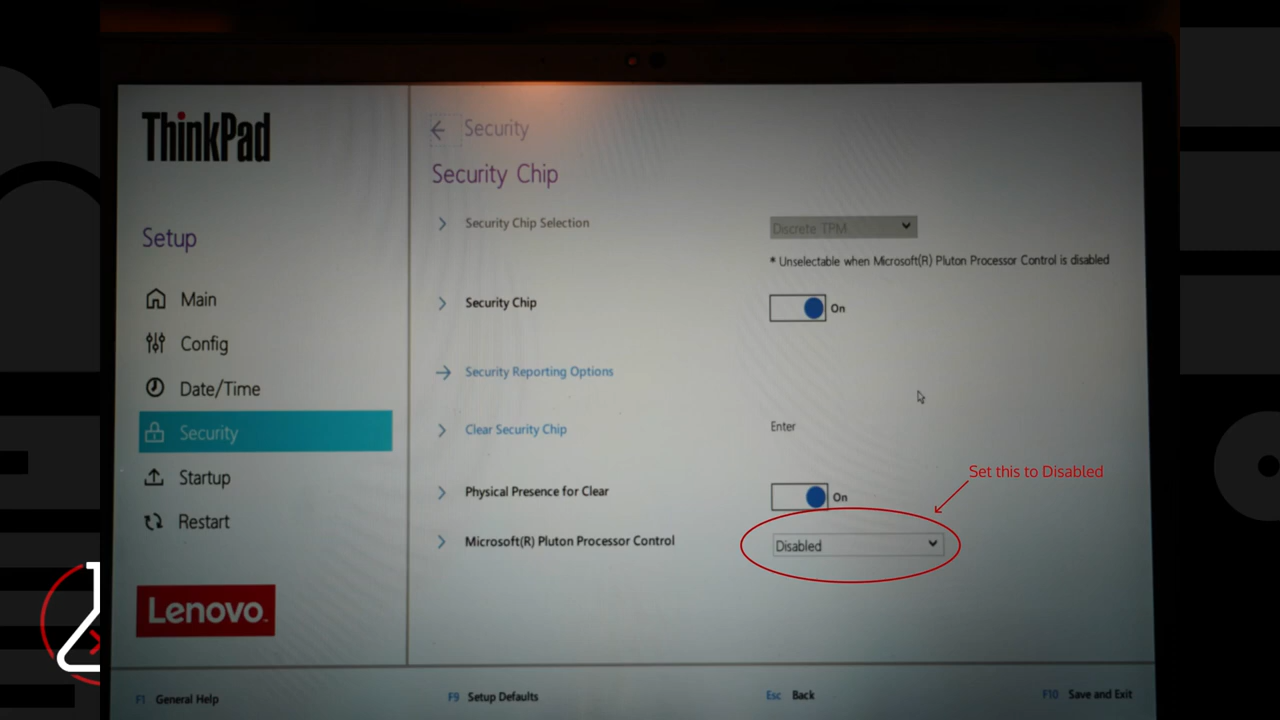 ThinkPad
Setup
Main
Config
Date/Time
Security
Startup
Restart
Lenovo
Security
Security Chip
Security Chip Selection
Discrete TPM
* Unselectable when Microsoft(R) Pluton Processor Control is disabled
Security Chip
On
Security Reporting Options
Clear Security Chip
Enter
Set this to Disabled
Physical Presence for Clear
On
Microsoft(R) Pluton Processor Control
Disabled
F1 General Help
F9 Setup Defaults
Esc Back
F10 Save and Exit